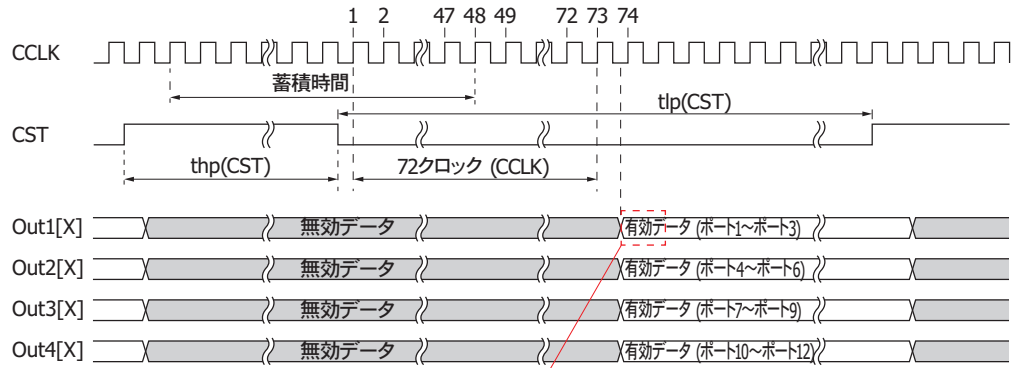 1 2 47 48 49 72 73 74
CCLK
蓄積時間
tlp(CST)
CST
thp(CST)
72クロック (CCLK)
Out1[X] 無効データ 有効データ (ポート1～ポート3)
Out2[X] 無効データ 有効データ (ポート4～ポート6)
Out3[X] 無効データ 有効データ (ポート7～ポート9)
Out4[X] 無効データ 有効データ (ポート10～ポート12)